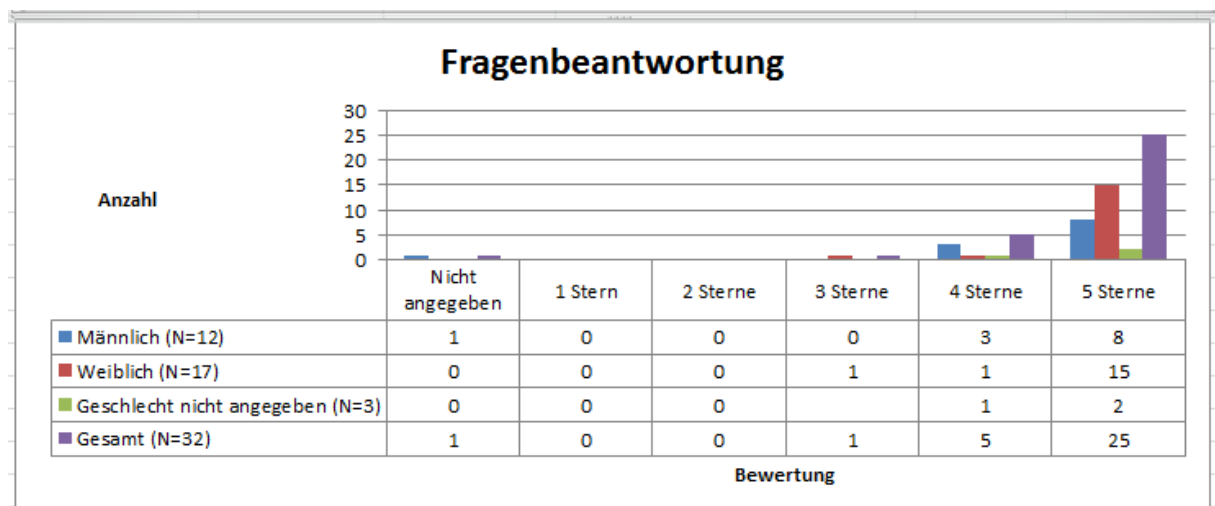 Fragenbeantwortung
30
25
20
15
10
5
0
Anzahl
Nicht angegeben 1 Stern 2 Sterne 3 Sterne 4 Sterne 5 Sterne
Männlich (N=12) 1 0 0 0 3 8
Weiblich (N=17) 0 0 0 1 1 15
Geschlecht nicht angegeben (N=3) 0 0 0 1 2
Gesamt (N=32) 1 0 0 1 5 25
Bewertung